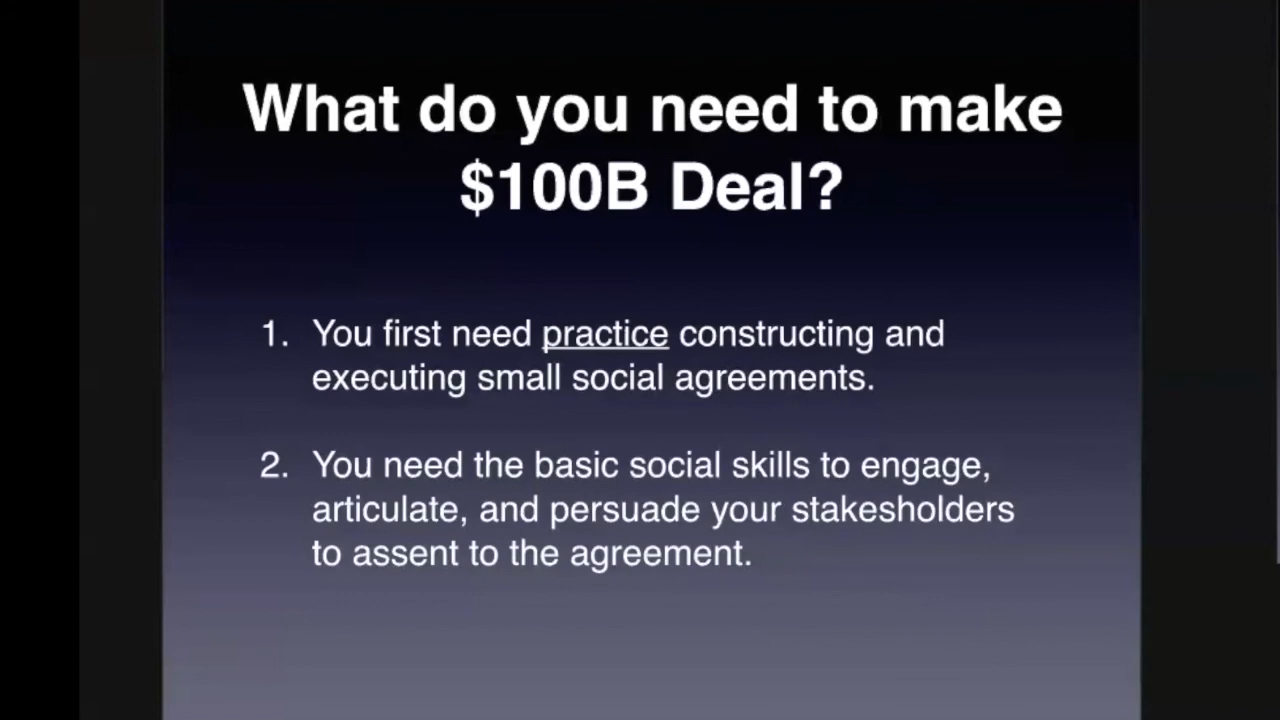 What do you need to make
$100B Deal?
1. You first need practice constructing and
executing small social agreements.
2. You need the basic social skills to engage,
articulate, and persuade your stakesholders
to assent to the agreement.